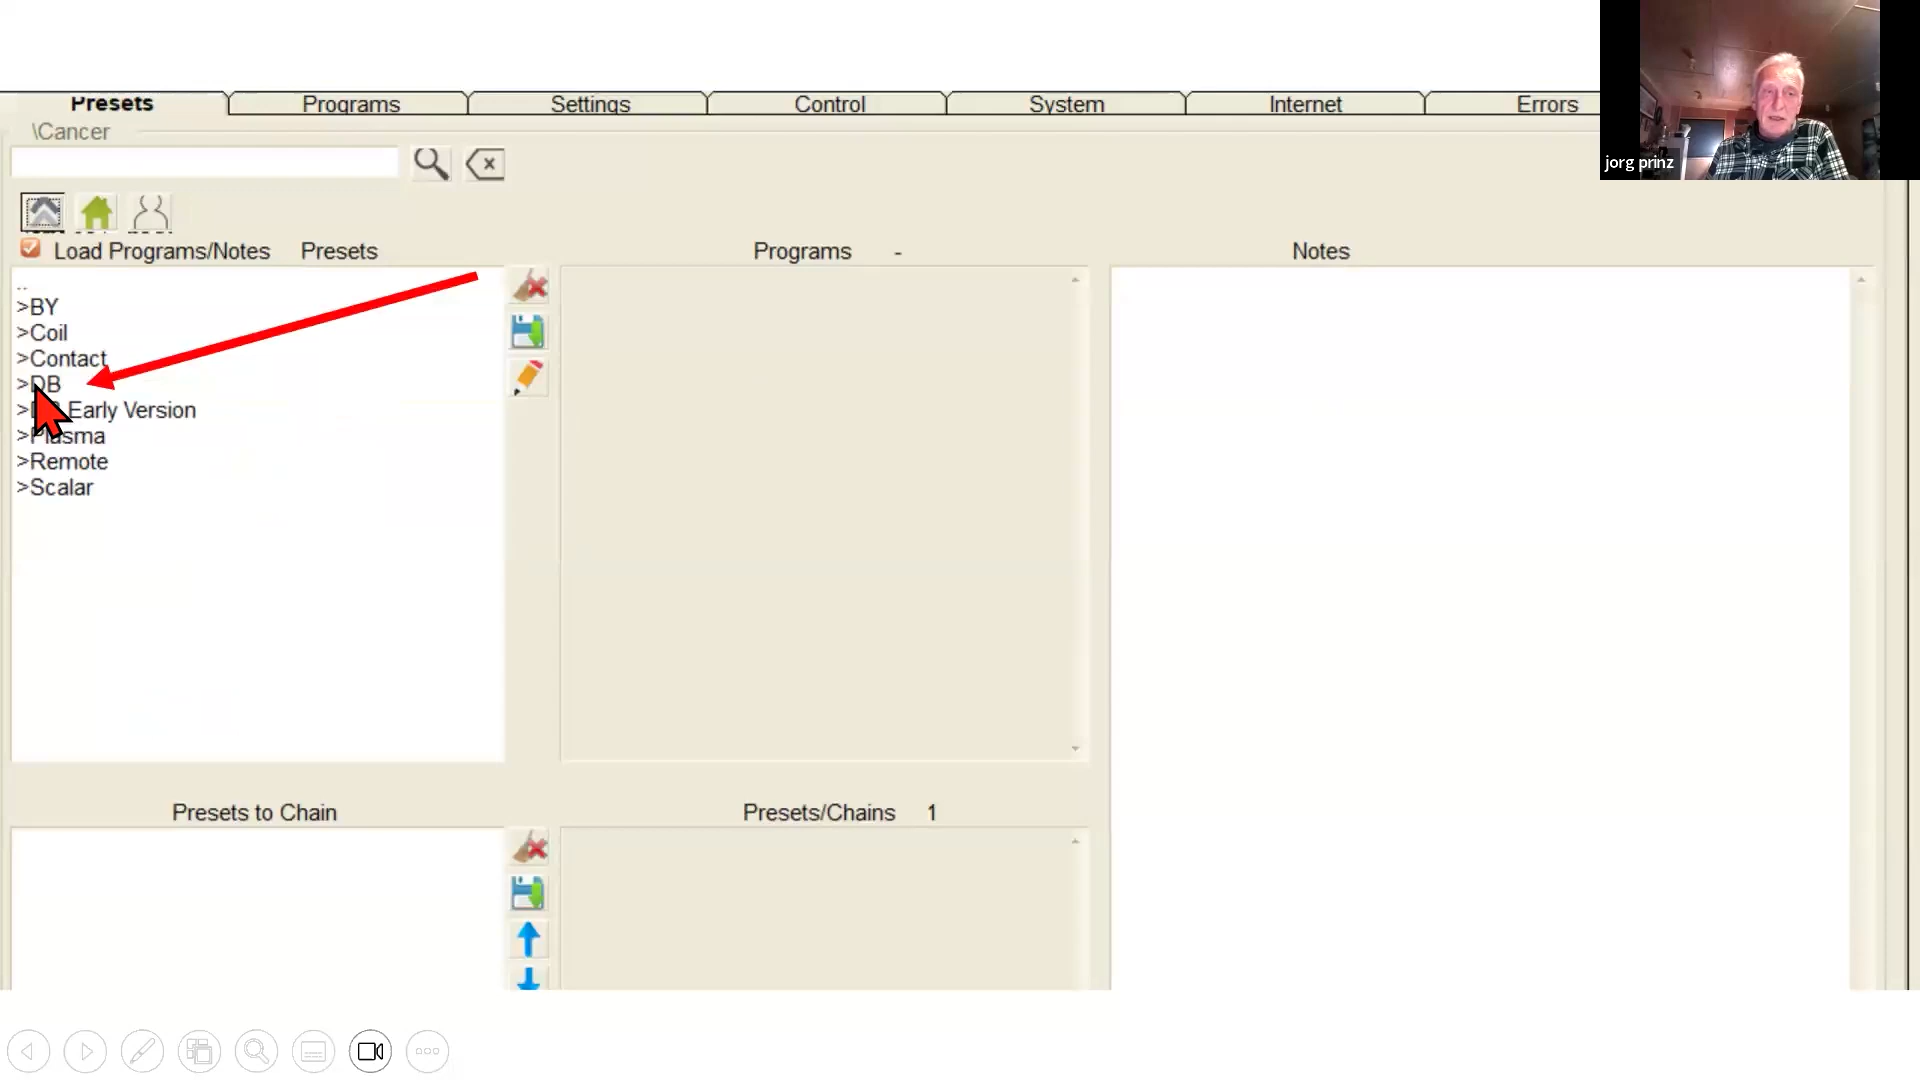 Presets Programs Settings Control System Internet Errors
\Cancer
jorg prinz
Load Programs/Notes Presets Programs - Notes
..
>BY
>Coil
>Contact
>DB
> Early Version
>Plasma
>Remote
>Scalar
Presets to Chain Presets/Chains 1